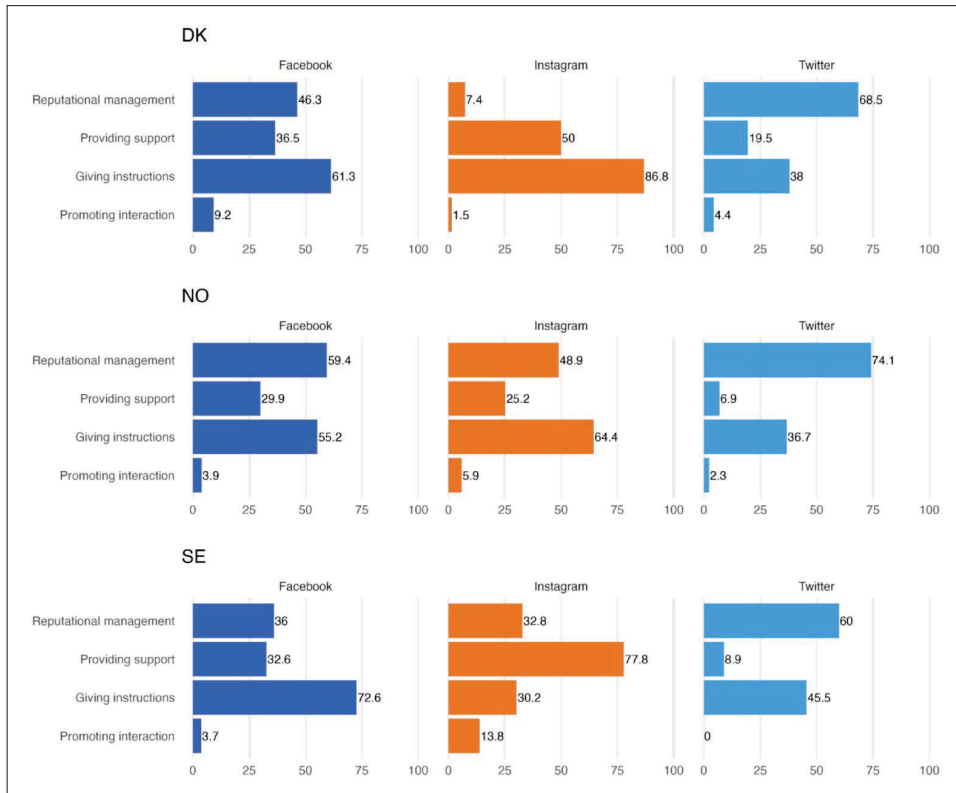 DK
Facebook Instagram Twitter
Reputational management 46.3 7.4 68.5
Providing support 36.5 50 19.5
Giving instructions 61.3 86.8 38
Promoting interaction 9.2 1.5 4.4
0 25 50 75 100 0 25 50 75 100 0 25 50 75 100
NO
Facebook Instagram Twitter
Reputational management 59.4 48.9 74.1
Providing support 29.9 25.2 6.9
Giving instructions 55.2 64.4 36.7
Promoting interaction 3.9 5.9 2.3
0 25 50 75 100 0 25 50 75 100 0 25 50 75 100
SE
Facebook Instagram Twitter
Reputational management 36 32.8 60
Providing support 32.6 77.8 8.9
Giving instructions 72.6 30.2 45.5
Promoting interaction 3.7 13.8 0
0 25 50 75 100 0 25 50 75 100 0 25 50 75 100